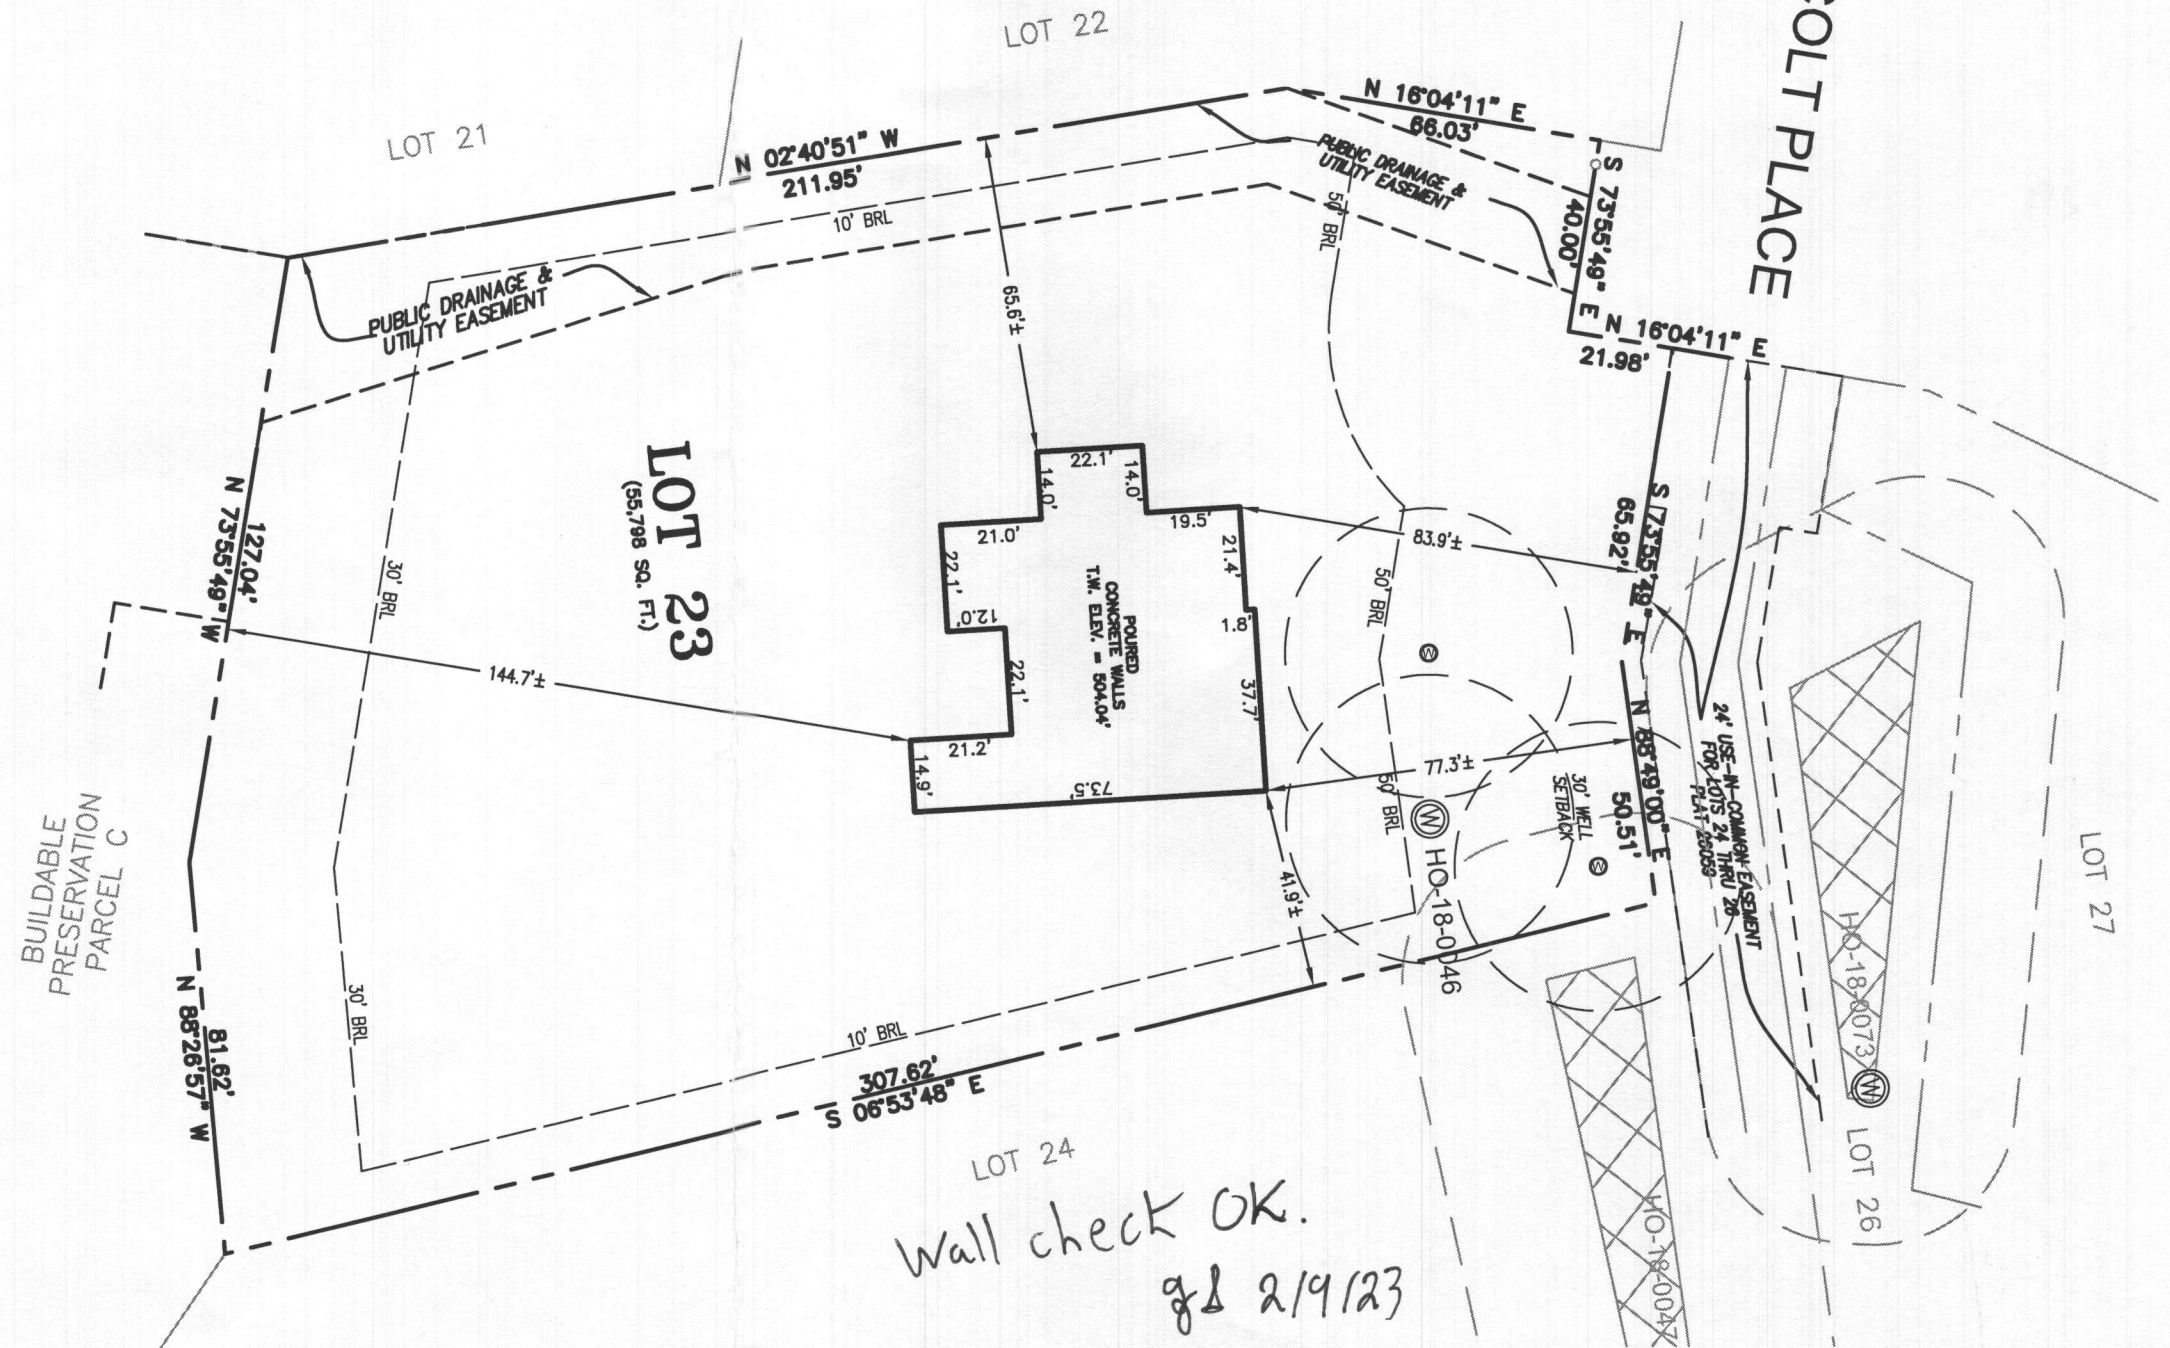 COLT PLACE
LOT 22
LOT 21
N 16°04'11" E
66.03'
N 02°40'51" W
211.95'
10' BRL
PUBLIC DRAINAGE &
UTILITY EASEMENT
50' BRL
S 73°55'49" E
40.00'
N 16°04'11" E
21.98'
PUBLIC DRAINAGE &
UTILITY EASEMENT
65.6'±
LOT 23
(55,798 SQ. FT.)
22.1'
14.0'
14.0'
19.5'
21.0'
21.4'
22.1'
12.0'
1.8'
22.1'
37.7'
21.2'
14.9'
73.5'
POURED
CONCRETE WALLS
T.W. ELEV. = 504.04'
83.9'±
S 73°55'49" E
65.92'
50' BRL
W
30' BRL
127.04'
N 73°55'49" W
144.7'±
77.3'±
N 88°49'00" E
50.51'
50' BRL
30' WELL
SETBACK
W
W
HO-18-0046
24' USE-IN-COMMON EASEMENT
FOR LOTS 24 THRU 26
PLAT 26059
41.9'±
LOT 27
HO-18-0073
W
LOT 26
HO-18-0047
BUILDABLE
PRESERVATION
PARCEL C
30' BRL
81.62'
N 88°26'57" W
10' BRL
307.62'
S 06°53'48" E
LOT 24
Wall check OK.
gs 2/9/23